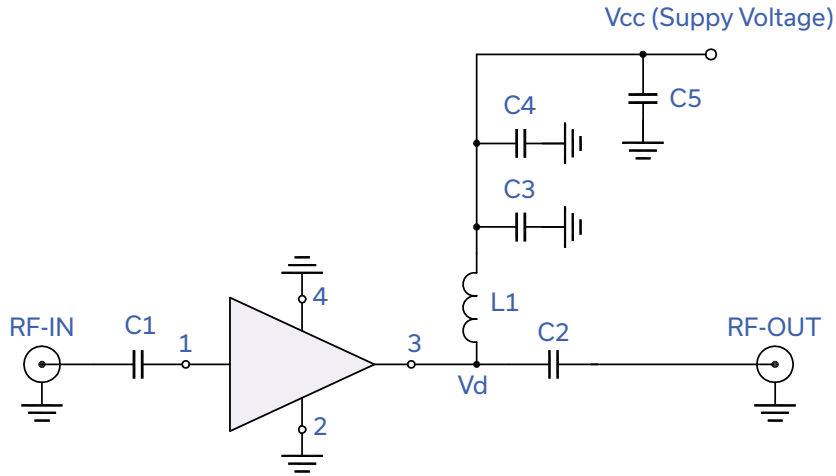 Vcc (Suppy Voltage)
C4
C5
C3
4
L1
RF-IN
C1
1
3
C2
RF-OUT
Vd
2